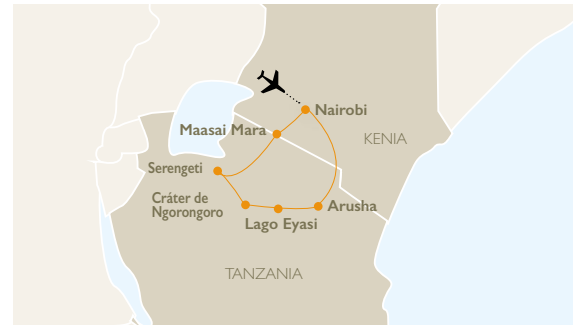 Nairobi
Maasai Mara
KENIA
Serengeti
Cráter de
Ngorongoro
Arusha
Lago Eyasi
TANZANIA